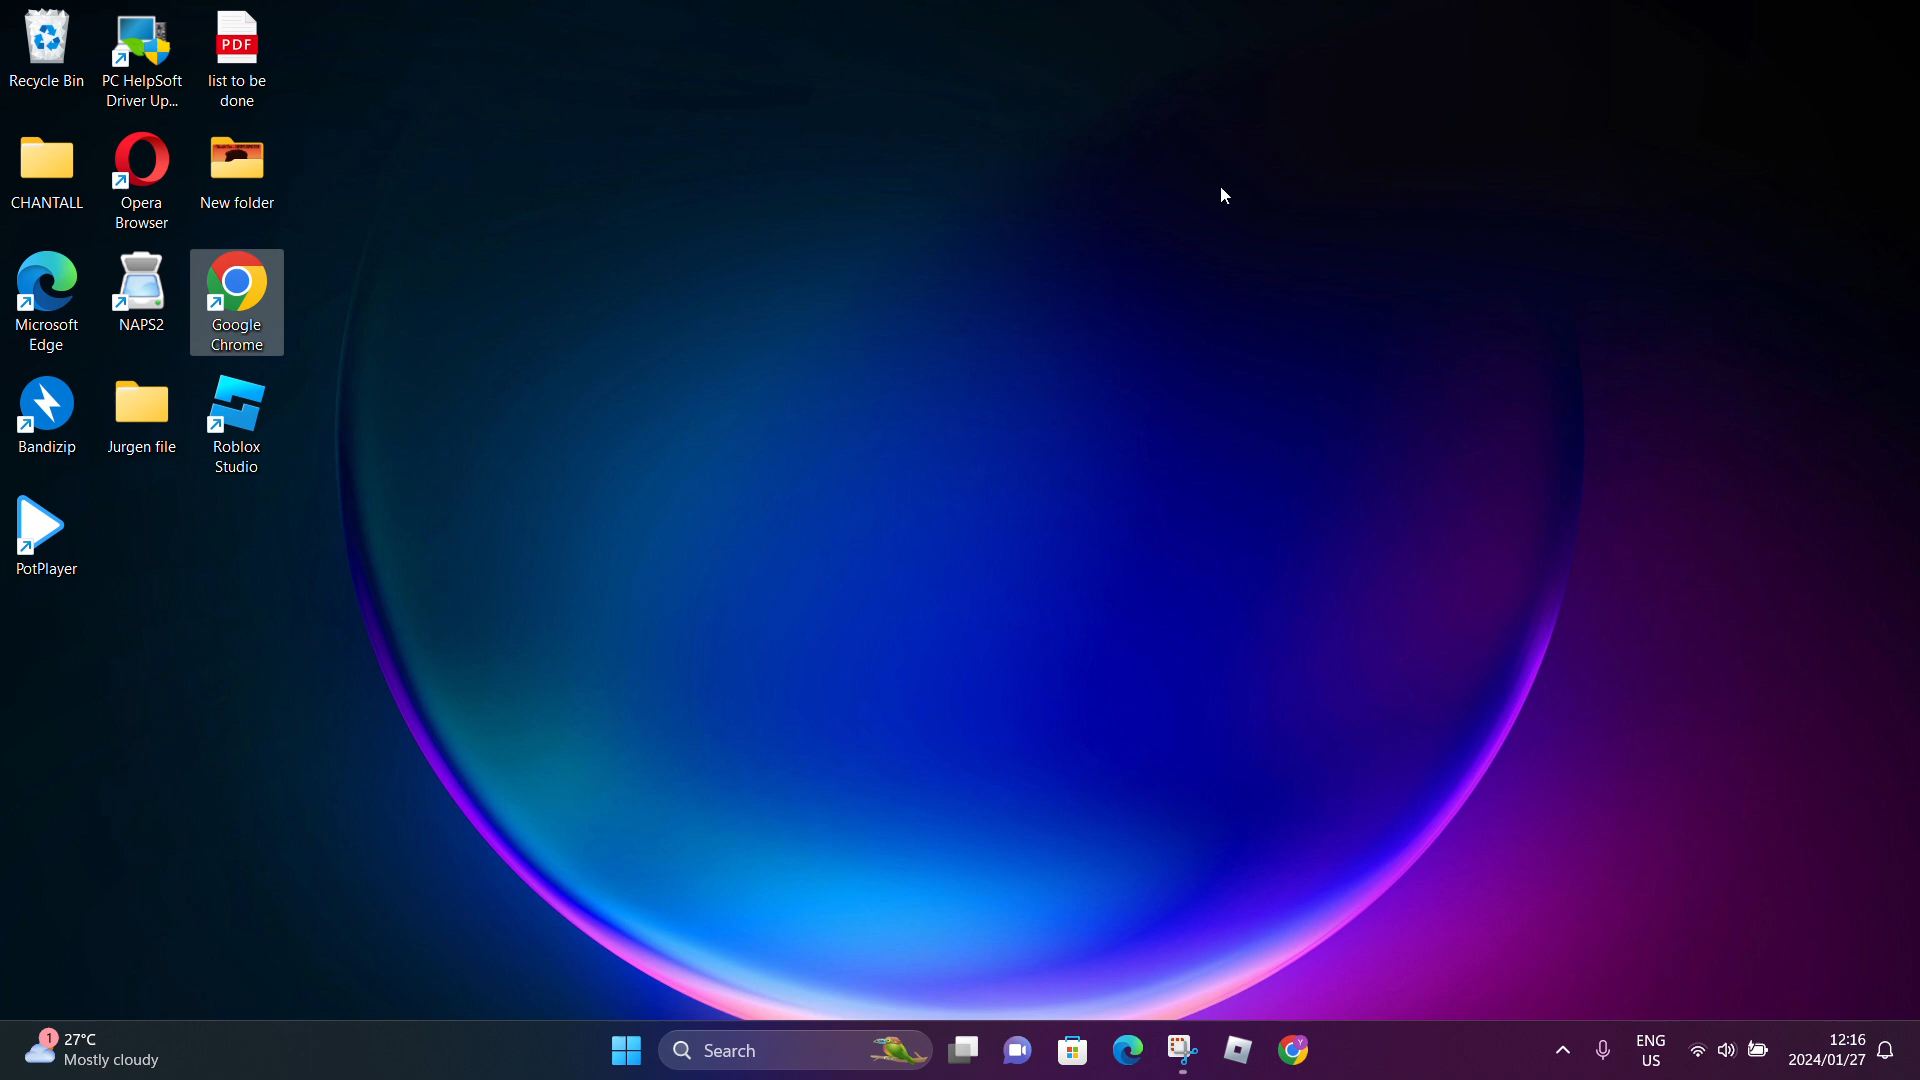 Recycle Bin
PC HelpSoft
Driver Up...
PDF
list to be
done
CHANTALL
Opera
Browser
New folder
Microsoft
Edge
NAPS2
Google
Chrome
Bandizip
Jurgen file
Roblox
Studio
PotPlayer
1
27°C
Mostly cloudy
Search
Y
ENG
US
12:16
2024/01/27